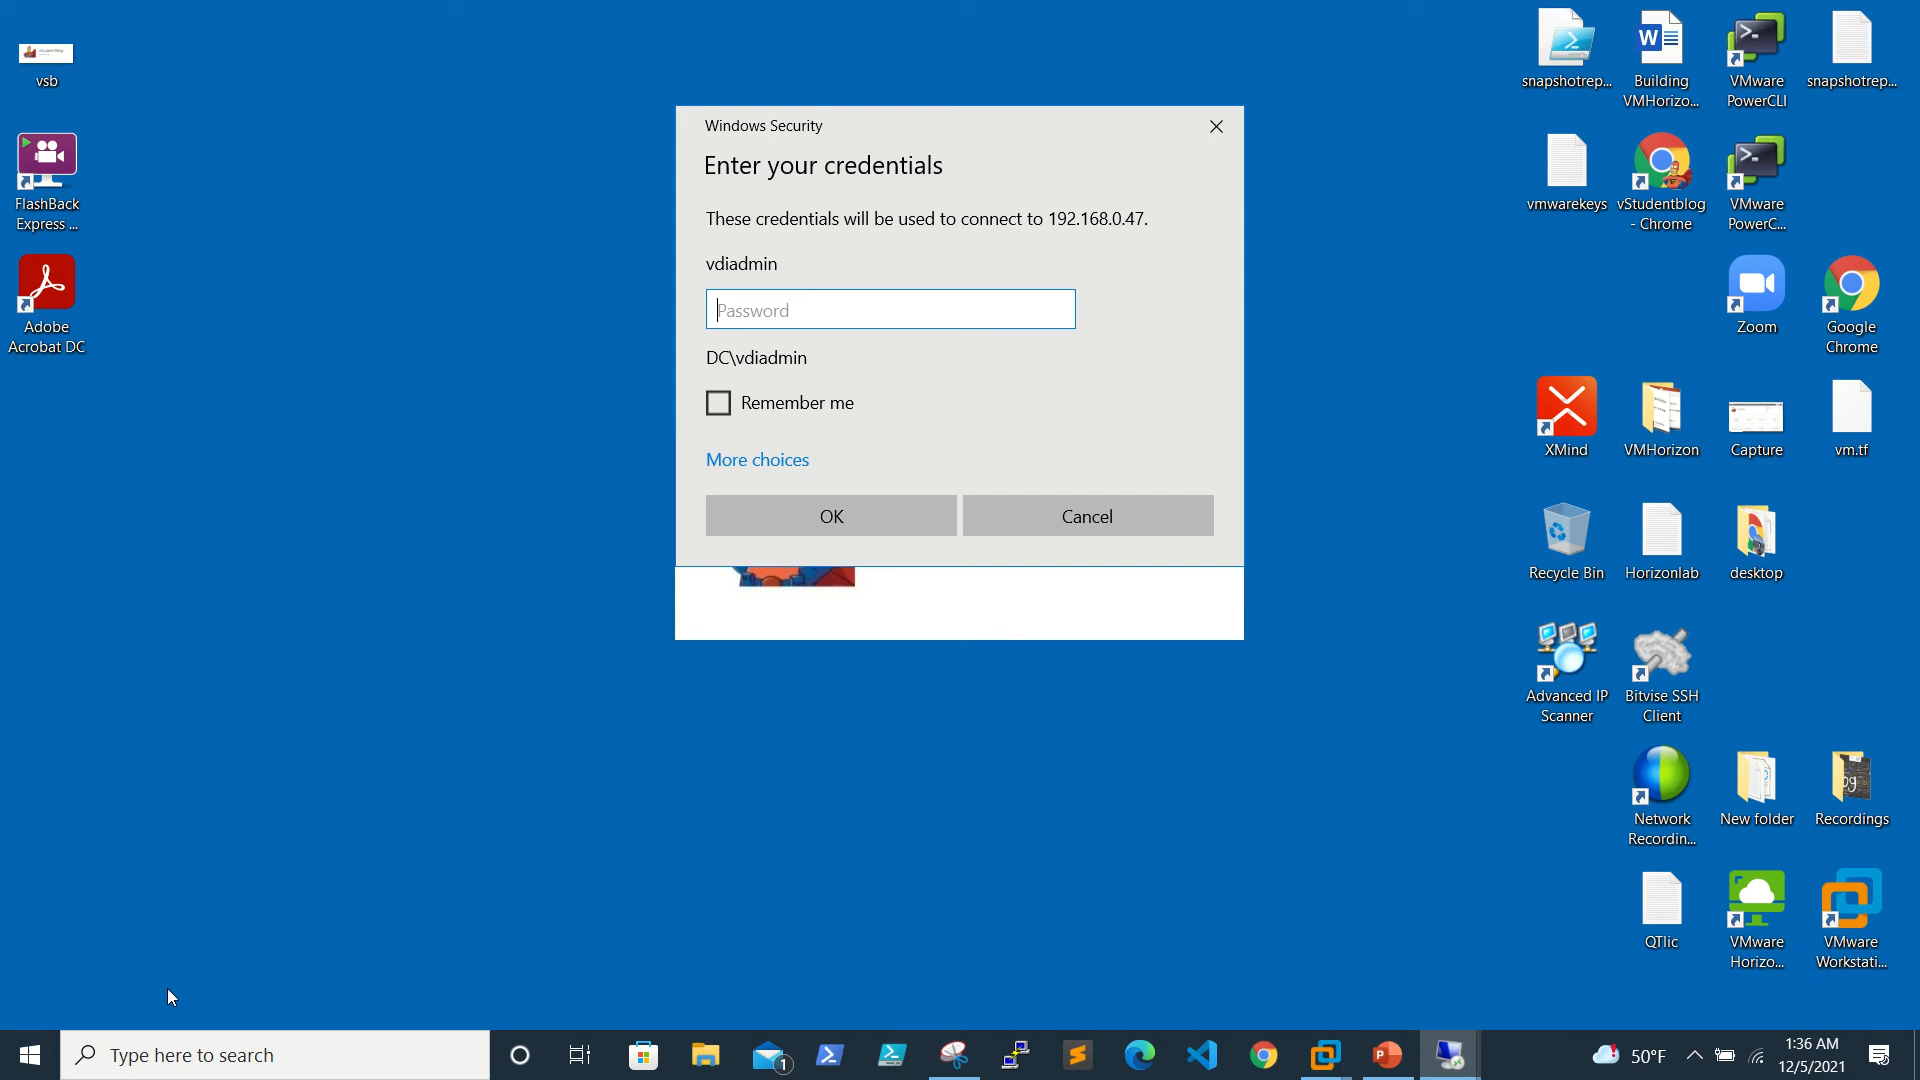 vsb
FlashBack
Express ...
Adobe
Acrobat DC
Windows Security
Enter your credentials
These credentials will be used to connect to 192.168.0.47.
vdiadmin
Password
DC\vdiadmin
Remember me
More choices
OK
Cancel
snapshotrep...
Building
VMHorizo...
VMware
PowerCLI
snapshotrep...
vmwarekeys
vStudentblog
- Chrome
VMware
PowerC...
Zoom
Google
Chrome
XMind
VMHorizon
Capture
vm.tf
Recycle Bin
Horizonlab
desktop
Advanced IP
Scanner
Bitvise SSH
Client
Network
Recordin...
New folder
Recordings
QTlic
VMware
Horizo...
VMware
Workstati...
Type here to search
1
50°F
1:36 AM
12/5/2021